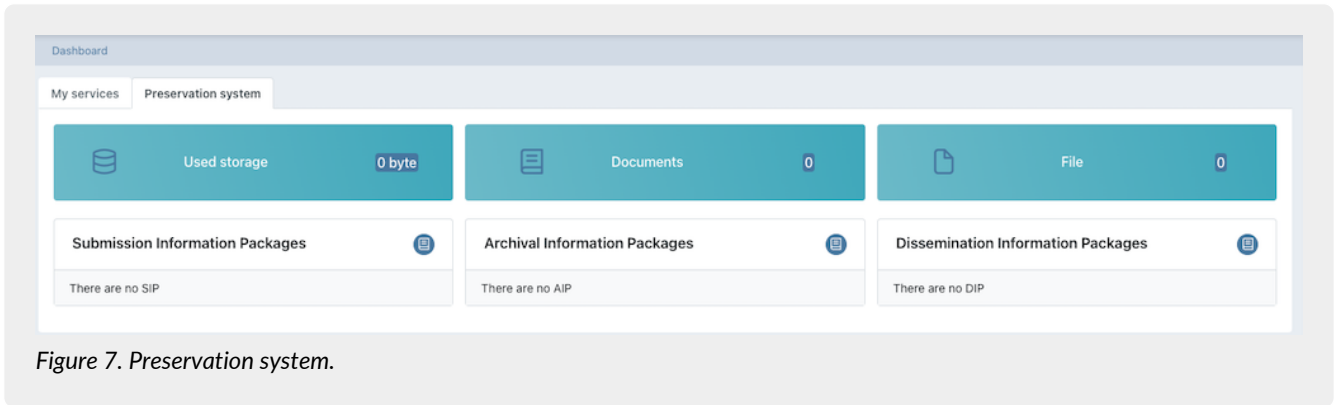 Dashboard
My services Preservation system
Used storage 0 byte Documents 0 File 0
Submission Information Packages Archival Information Packages Dissemination Information Packages
There are no SIP There are no AIP There are no DIP
Figure 7. Preservation system.